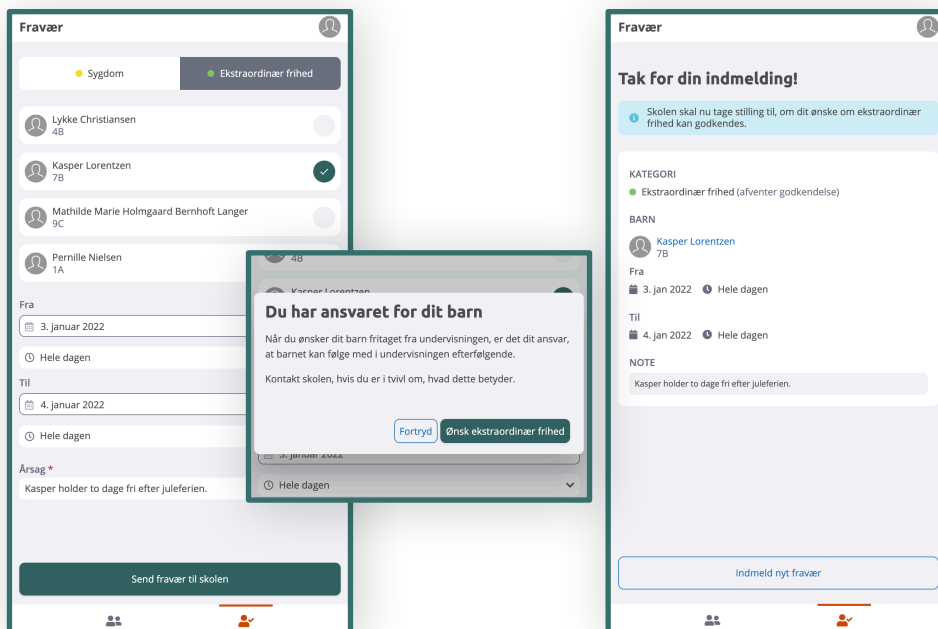 Fravær
Sygdom
Ekstraordinær frihed
Lykke Christiansen
4B
Kasper Lorentzen
7B
Mathilde Marie Holmgaard Bernhoft Langer
9C
Pernille Nielsen
1A
Fra
3. januar 2022
Hele dagen
Til
4. januar 2022
Hele dagen
Årsag *
Kasper holder to dage fri efter juleferien.
Send fravær til skolen
4B
Kasper Lorentzen
Du har ansvaret for dit barn
Når du ønsker dit barn fritaget fra undervisningen, er det dit ansvar,
at barnet kan følge med i undervisningen efterfølgende.
Kontakt skolen, hvis du er i tvivl om, hvad dette betyder.
Fortryd
Ønsk ekstraordinær frihed
3. januar 2022
Hele dagen
Fravær
Tak for din indmelding!
Skolen skal nu tage stilling til, om dit ønske om ekstraordinær
frihed kan godkendes.
KATEGORI
Ekstraordinær frihed (afventer godkendelse)
BARN
Kasper Lorentzen
7B
Fra
3. jan 2022 Hele dagen
Til
4. jan 2022 Hele dagen
NOTE
Kasper holder to dage fri efter juleferien.
Indmeld nyt fravær